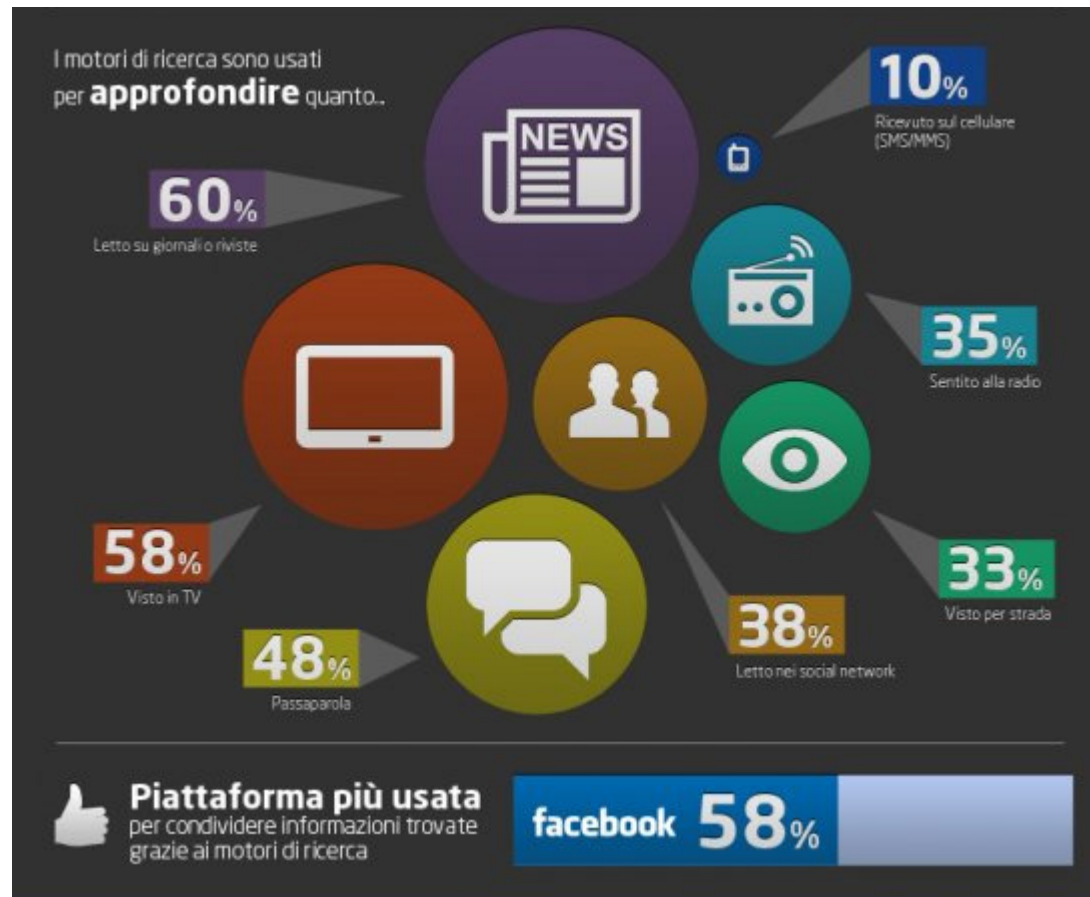 I motori di ricerca sono usati
per approfondire quanto..
NEWS
10%
Ricevuto sul cellulare
(SMS/MMS)
60%
Letto su giornali o riviste
35%
Sentito alla radio
58%
Visto in TV
33%
Visto per strada
38%
Letto nei social network
48%
Passaparola
Piattaforma più usata
per condividere informazioni trovate
grazie ai motori di ricerca
facebook 58%